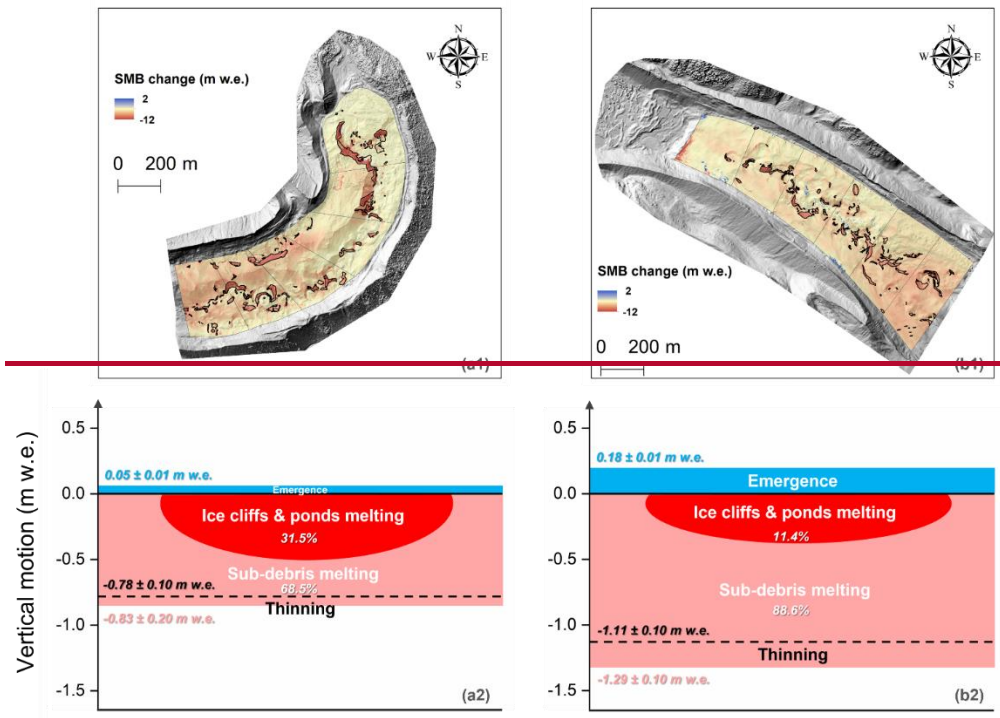 N
W E
S
SMB change (m w.e.)
2
-12
0 200 m
(a1)
N
W E
S
SMB change (m w.e.)
2
-12
0 200 m
(b1)
Vertical motion (m w.e.)
0.5
0.0
-0.5
-1.0
-1.5
0.05 ± 0.01 m w.e.
Emergence
Ice cliffs & ponds melting
31.5%
Sub-debris melting
68.5%
-0.78 ± 0.10 m w.e.
Thinning
-0.83 ± 0.20 m w.e.
(a2)
0.5
0.0
-0.5
-1.0
-1.5
0.18 ± 0.01 m w.e.
Emergence
Ice cliffs & ponds melting
11.4%
Sub-debris melting
88.6%
-1.11 ± 0.10 m w.e.
Thinning
-1.29 ± 0.10 m w.e.
(b2)